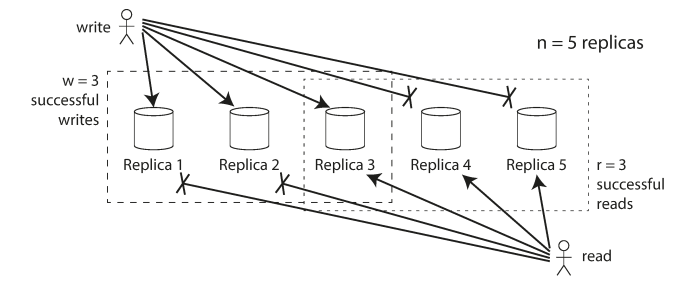 write
n = 5 replicas
w = 3
successful
writes
Replica 1
Replica 2
Replica 3
Replica 4
Replica 5
r = 3
successful
reads
read